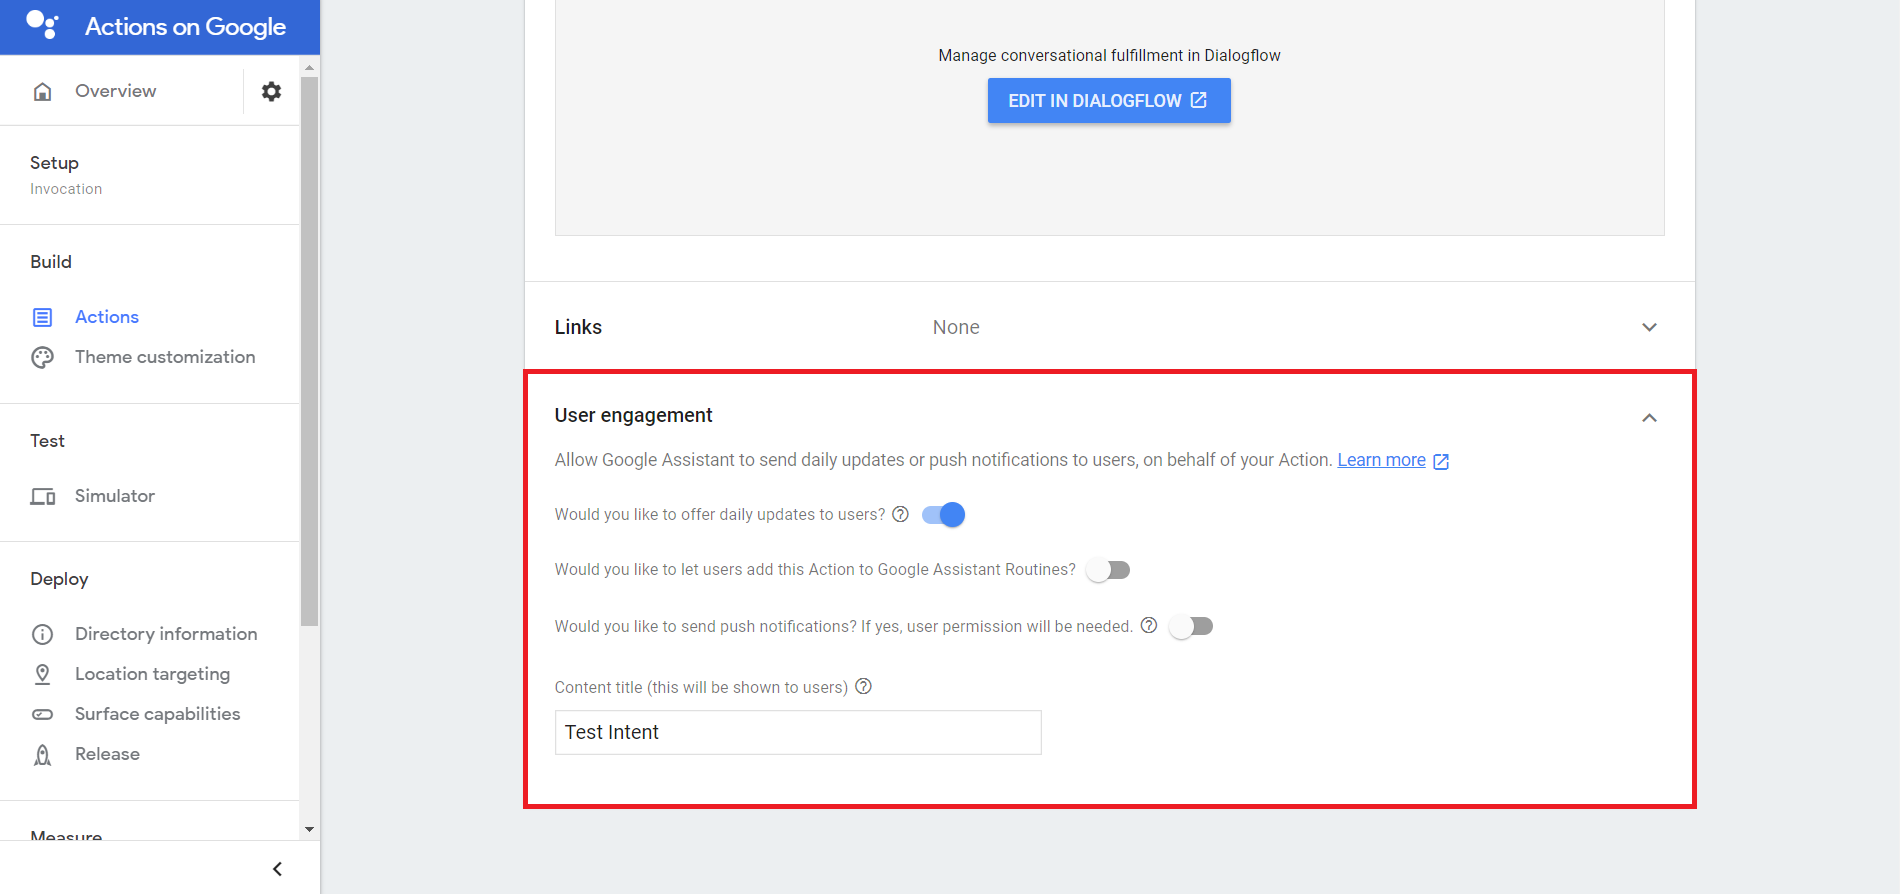 Actions on Google
Overview
Setup
Invocation
Build
Actions
Theme customization
Test
Simulator
Deploy
Directory information
Location targeting
Surface capabilities
Release
Measure
Manage conversational fulfillment in Dialogflow
EDIT IN DIALOGFLOW
Links None
User engagement
Allow Google Assistant to send daily updates or push notifications to users, on behalf of your Action. Learn more
Would you like to offer daily updates to users?
Would you like to let users add this Action to Google Assistant Routines?
Would you like to send push notifications? If yes, user permission will be needed.
Content title (this will be shown to users)
Test Intent